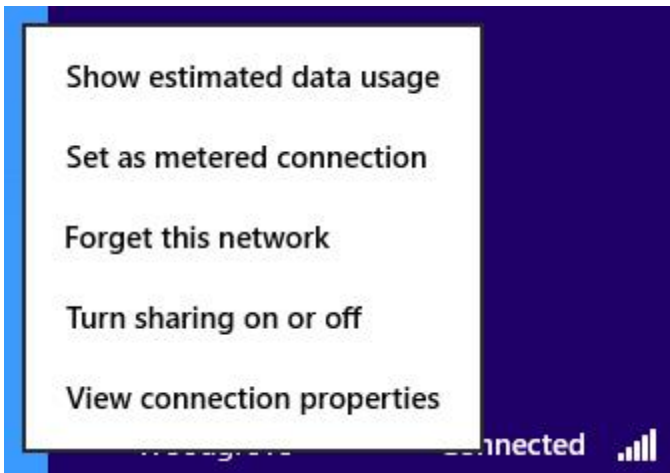 Show estimated data usage
Set as metered connection
Forget this network
Turn sharing on or off
View connection properties